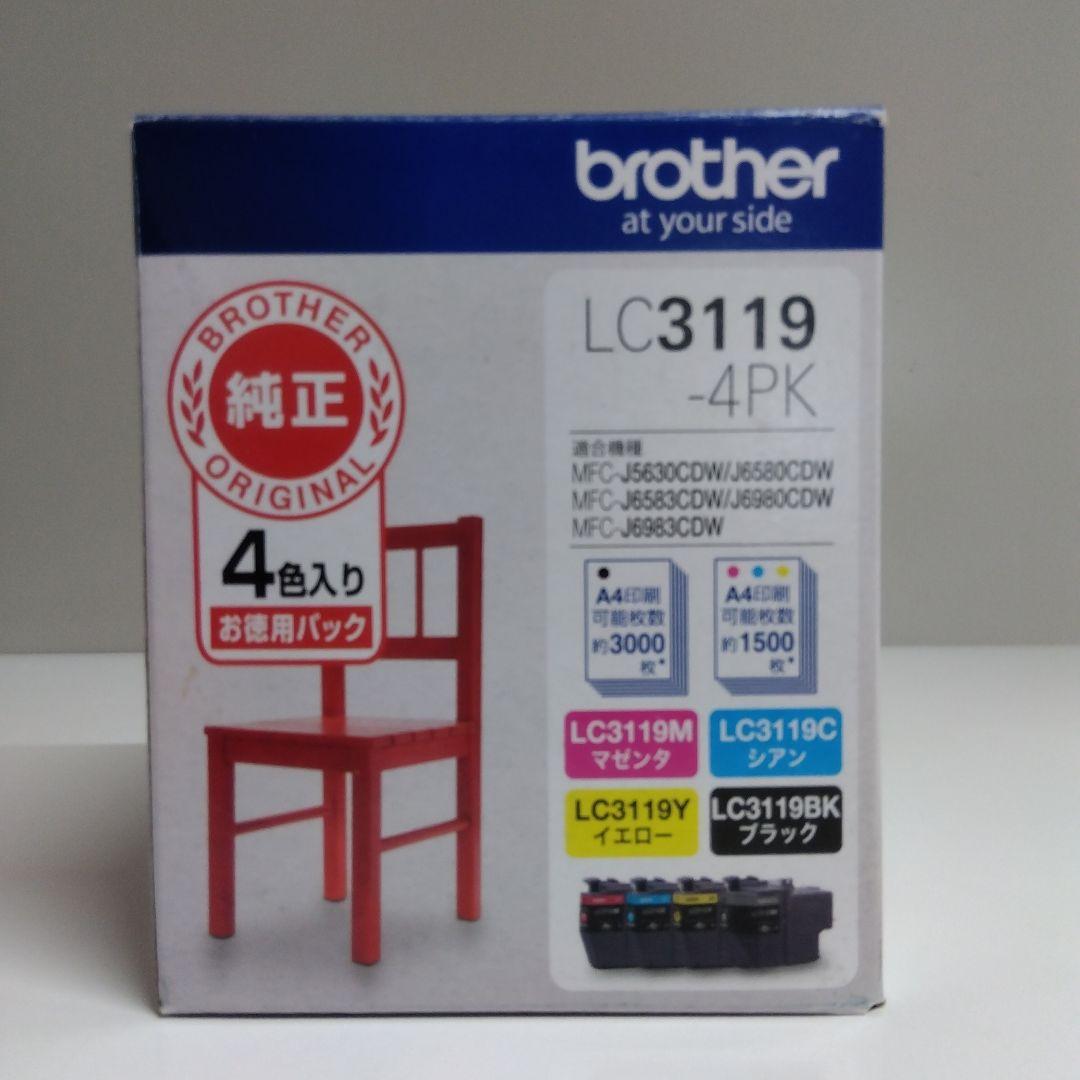 brother
at your side
BROTHER
純正
ORIGINAL
4色入り
お徳用パック
LC3119
-4PK
適合機種
MFC-J5630CDW/J6580CDW
MFC-J6583CDW/J6980CDW
MFC-J6983CDW
A4印刷
可能枚数
約3000
枚*
A4印刷
可能枚数
約1500
枚*
LC3119M
マゼンタ
LC3119C
シアン
LC3119Y
イエロー
LC3119BK
ブラック